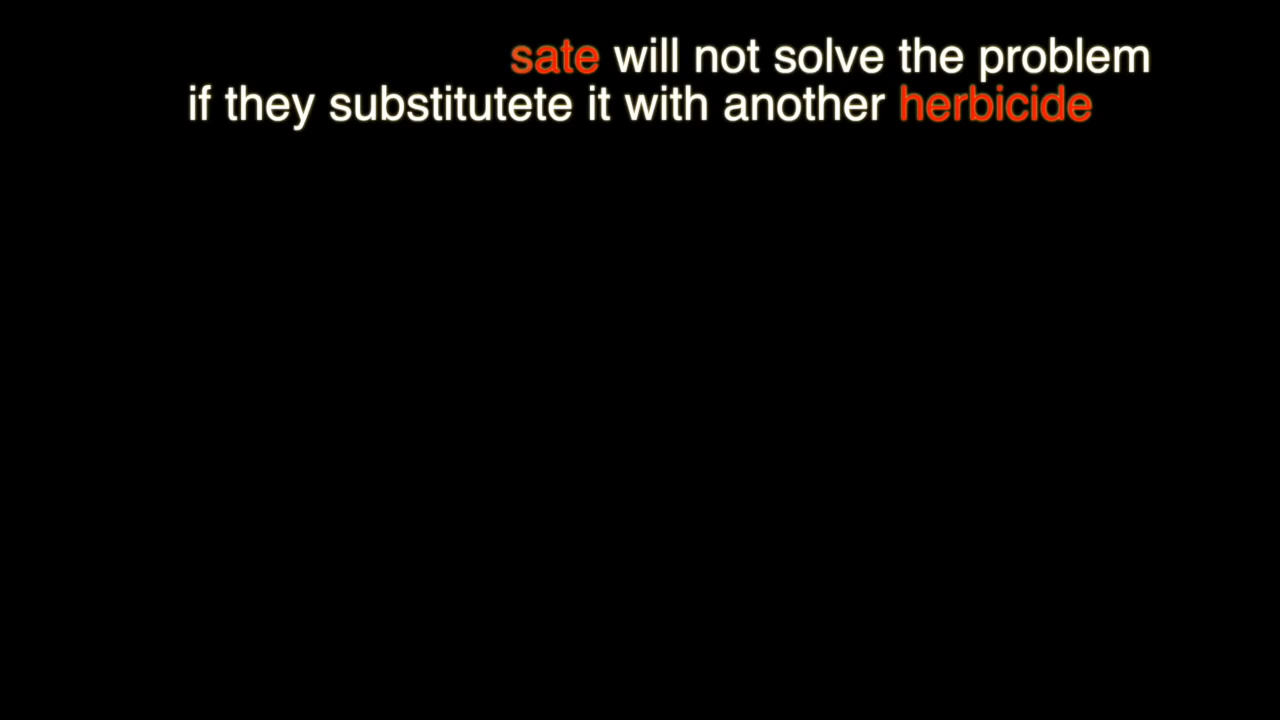 sate will not solve the problem
if they substitutete it with another herbicide